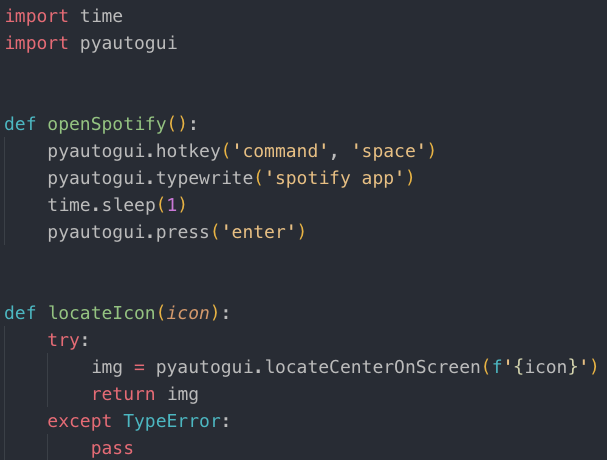 import time
import pyautogui
def openSpotify():
    pyautogui.hotkey('command', 'space')
    pyautogui.typewrite('spotify app')
    time.sleep(1)
    pyautogui.press('enter')
def locateIcon(icon):
    try:
        img = pyautogui.locateCenterOnScreen(f'{icon}')
        return img
    except TypeError:
        pass